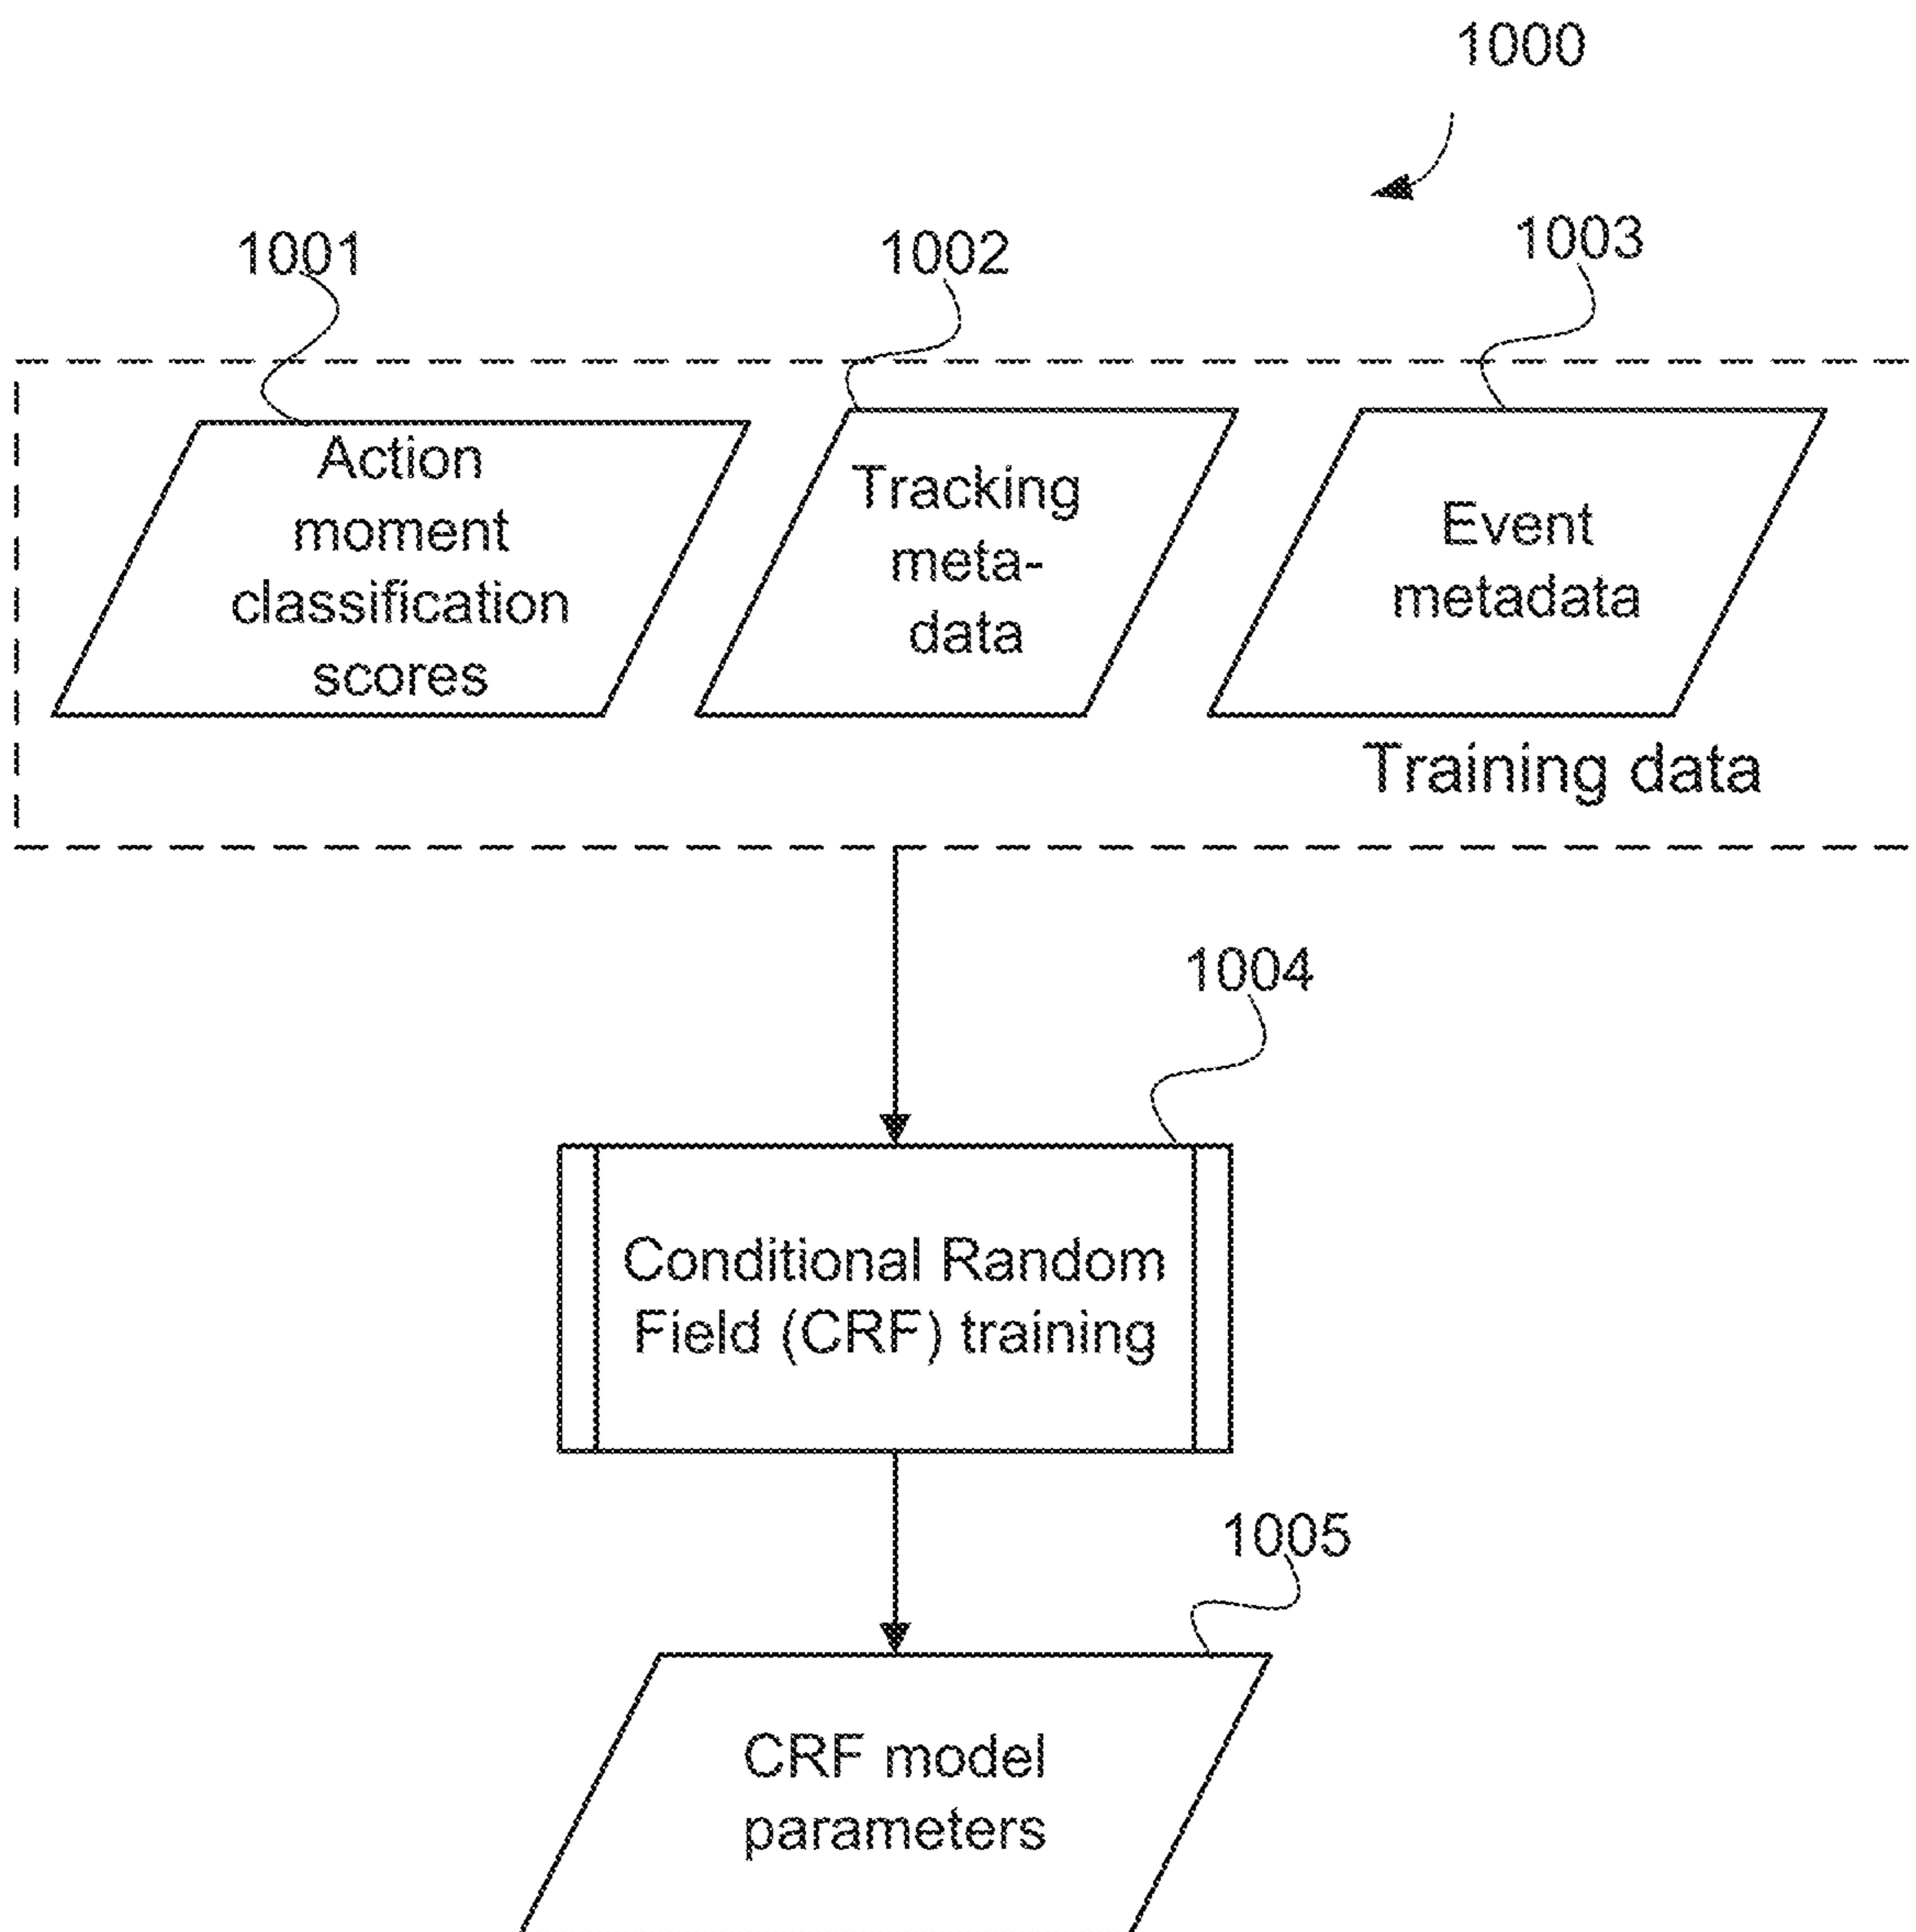 1000
1001
1002
1003
Action
moment
classification
scores
Tracking
meta-
data
Event
metadata
Training data
1004
Conditional Random
Field (CRF) training
1005
CRF model
parameters